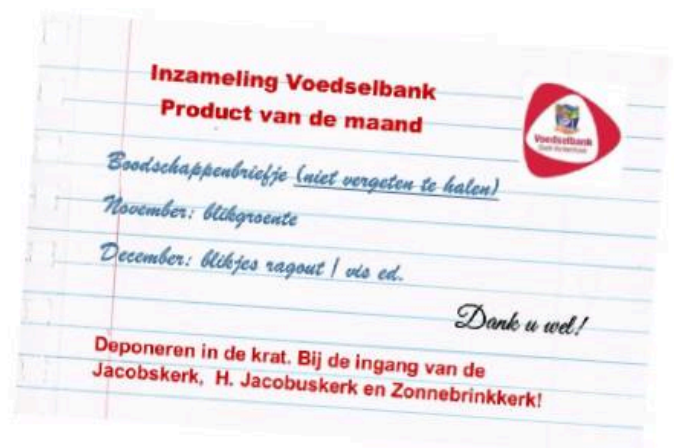 Inzameling Voedselbank
Product van de maand
Voedselbank
Boodschappenbriefje (niet vergeten te halen)
November: blikgroente
December: blikjes ragout / vis ed.
Dank u wel!
Deponeren in de krat. Bij de ingang van de
Jacobskerk, H. Jacobuskerk en Zonnebrinkkerk!